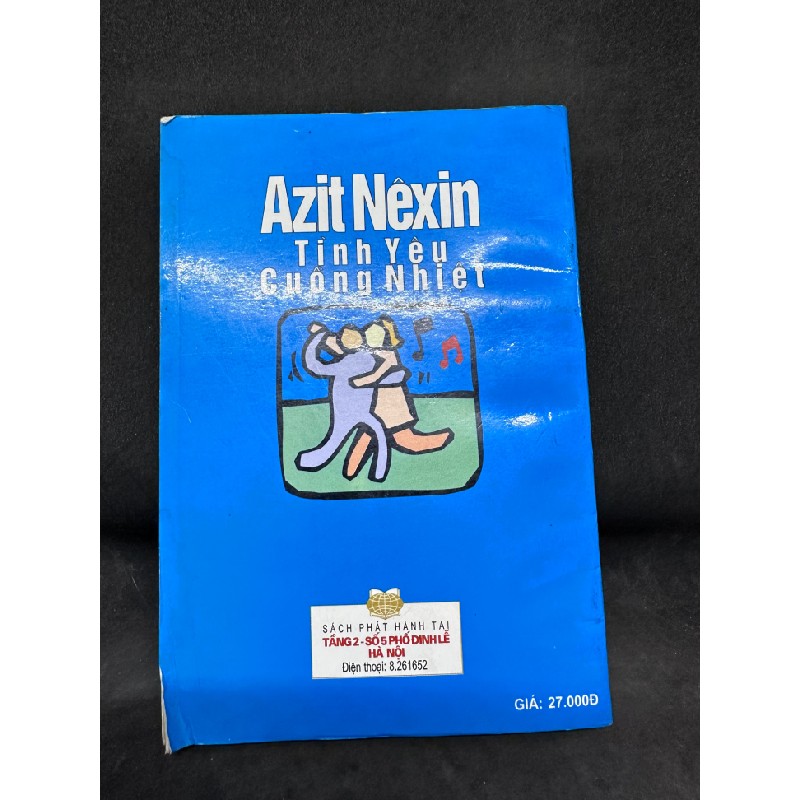 Azit Nêxin
Tình Yêu
Cuồng Nhiệt
SÁCH PHÁT HÀNH TẠI
TẦNG 2 - SỐ 5 PHỐ ĐINH LỄ
HÀ NỘI
Điện thoại: 8.261652
GIÁ: 27.000Đ